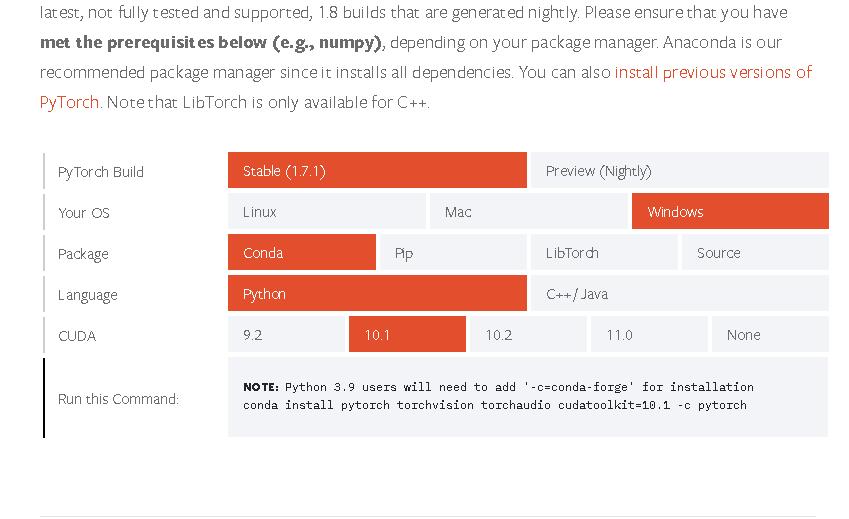 latest, not fully tested and supported, 1.8 builds that are generated nightly. Please ensure that you have
met the prerequisites below (e.g., numpy), depending on your package manager. Anaconda is our
recommended package manager since it installs all dependencies. You can also install previous versions of
PyTorch. Note that LibTorch is only available for C++.
PyTorch Build Stable (1.7.1) Preview (Nightly)
Your OS Linux Mac Windows
Package Conda Pip LibTorch Source
Language Python C++/Java
CUDA 9.2 10.1 10.2 11.0 None
NOTE: Python 3.9 users will need to add '-c=conda-forge' for installation
Run this Command: conda install pytorch torchvision torchaudio cudatoolkit=10.1 -c pytorch